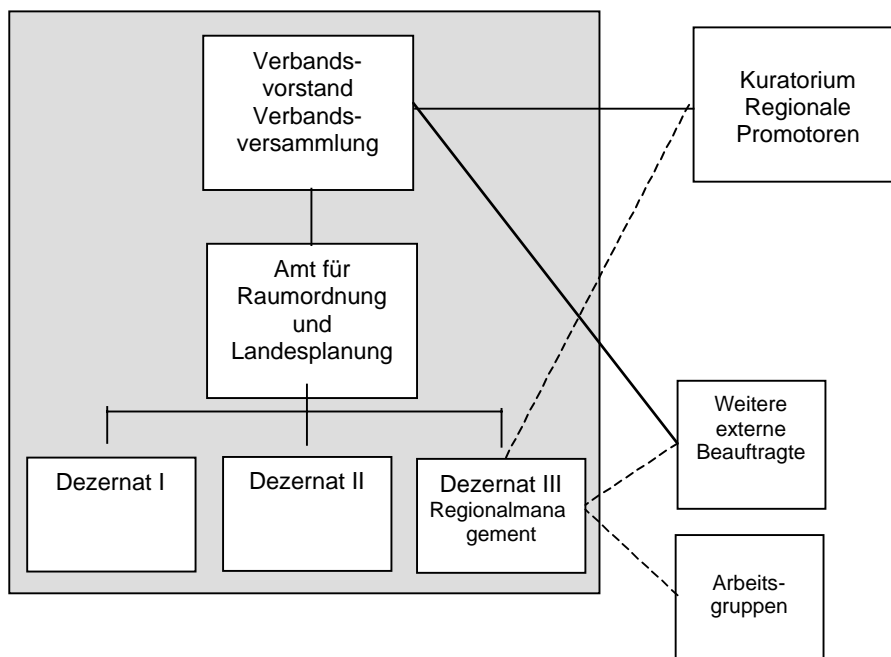 Verbands-
vorstand
Verbands-
versammlung
Kuratorium
Regionale
Promotoren
Amt für
Raumordnung
und
Landesplanung
Weitere
externe
Beauftragte
Dezernat I
Dezernat II
Dezernat III
Regionalmana
gement
Arbeits-
gruppen